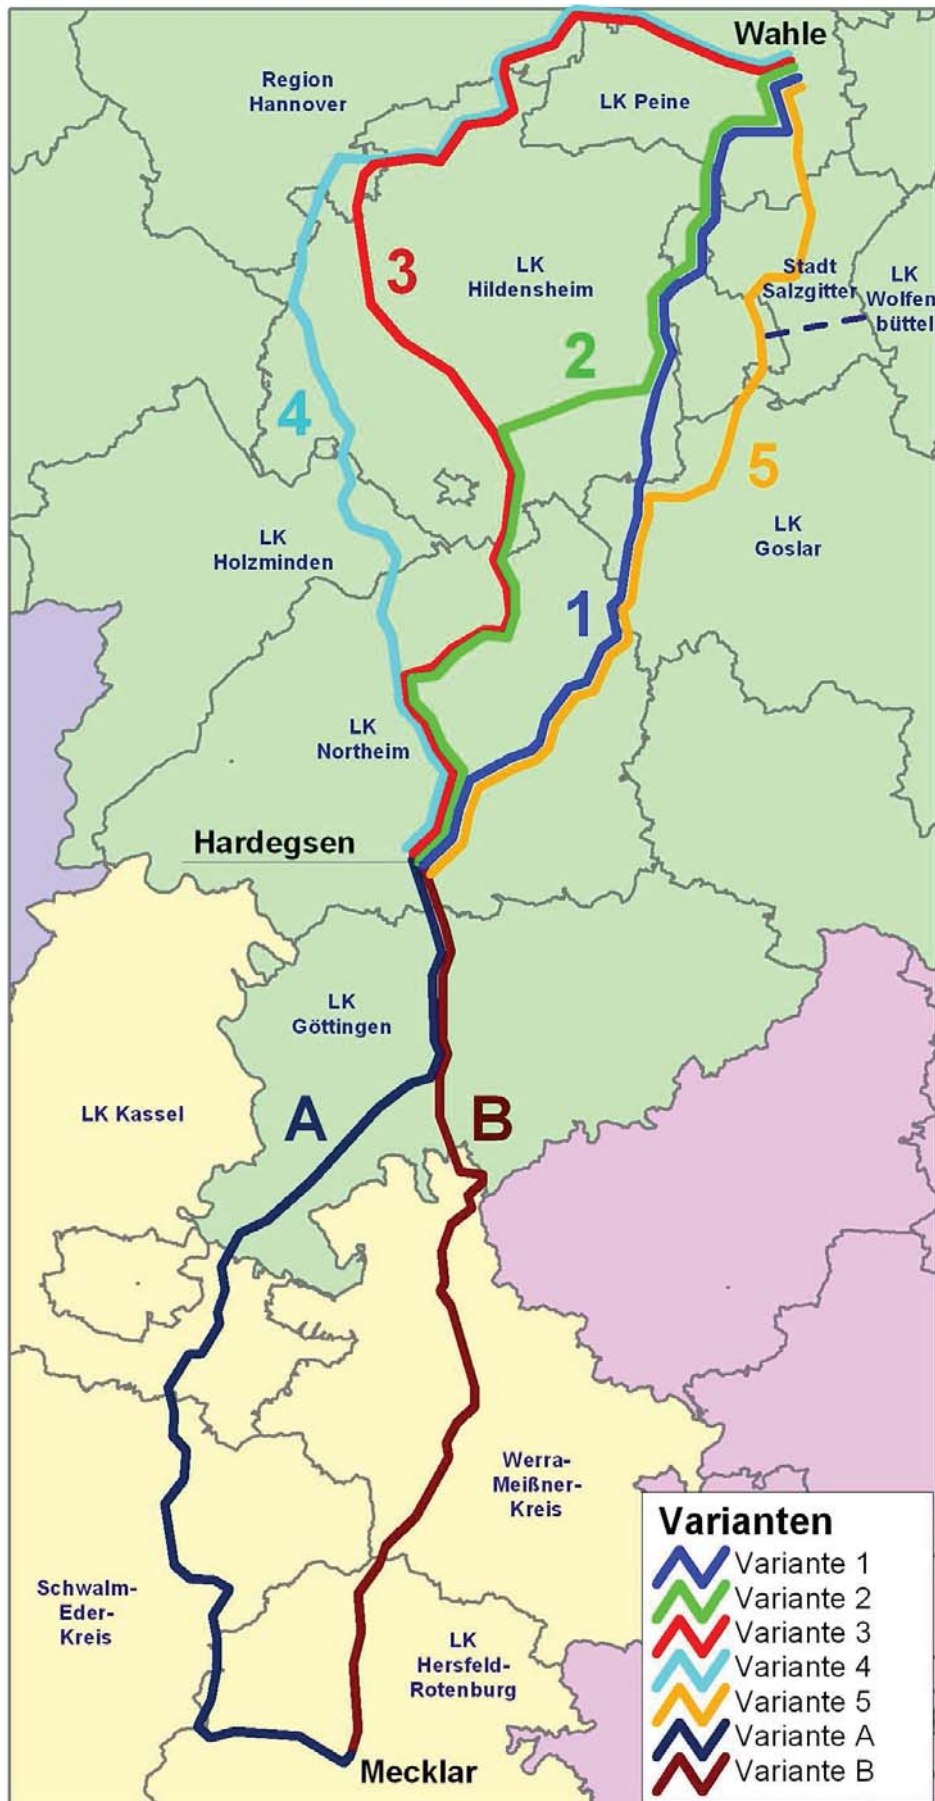 Wahle
Region
Hannover
LK Peine
3
LK
Hildensheim
Stadt
Salzgitter
LK
Wolfen
büttel
2
4
5
LK
Goslar
LK
Holzminden
1
LK
Northeim
Hardegsen
LK
Göttingen
LK Kassel
A
B
Werra-
Meißner-
Kreis
Schwalm-
Eder-
Kreis
LK
Hersfeld-
Rotenburg
Mecklar
Varianten
Variante 1
Variante 2
Variante 3
Variante 4
Variante 5
Variante A
Variante B